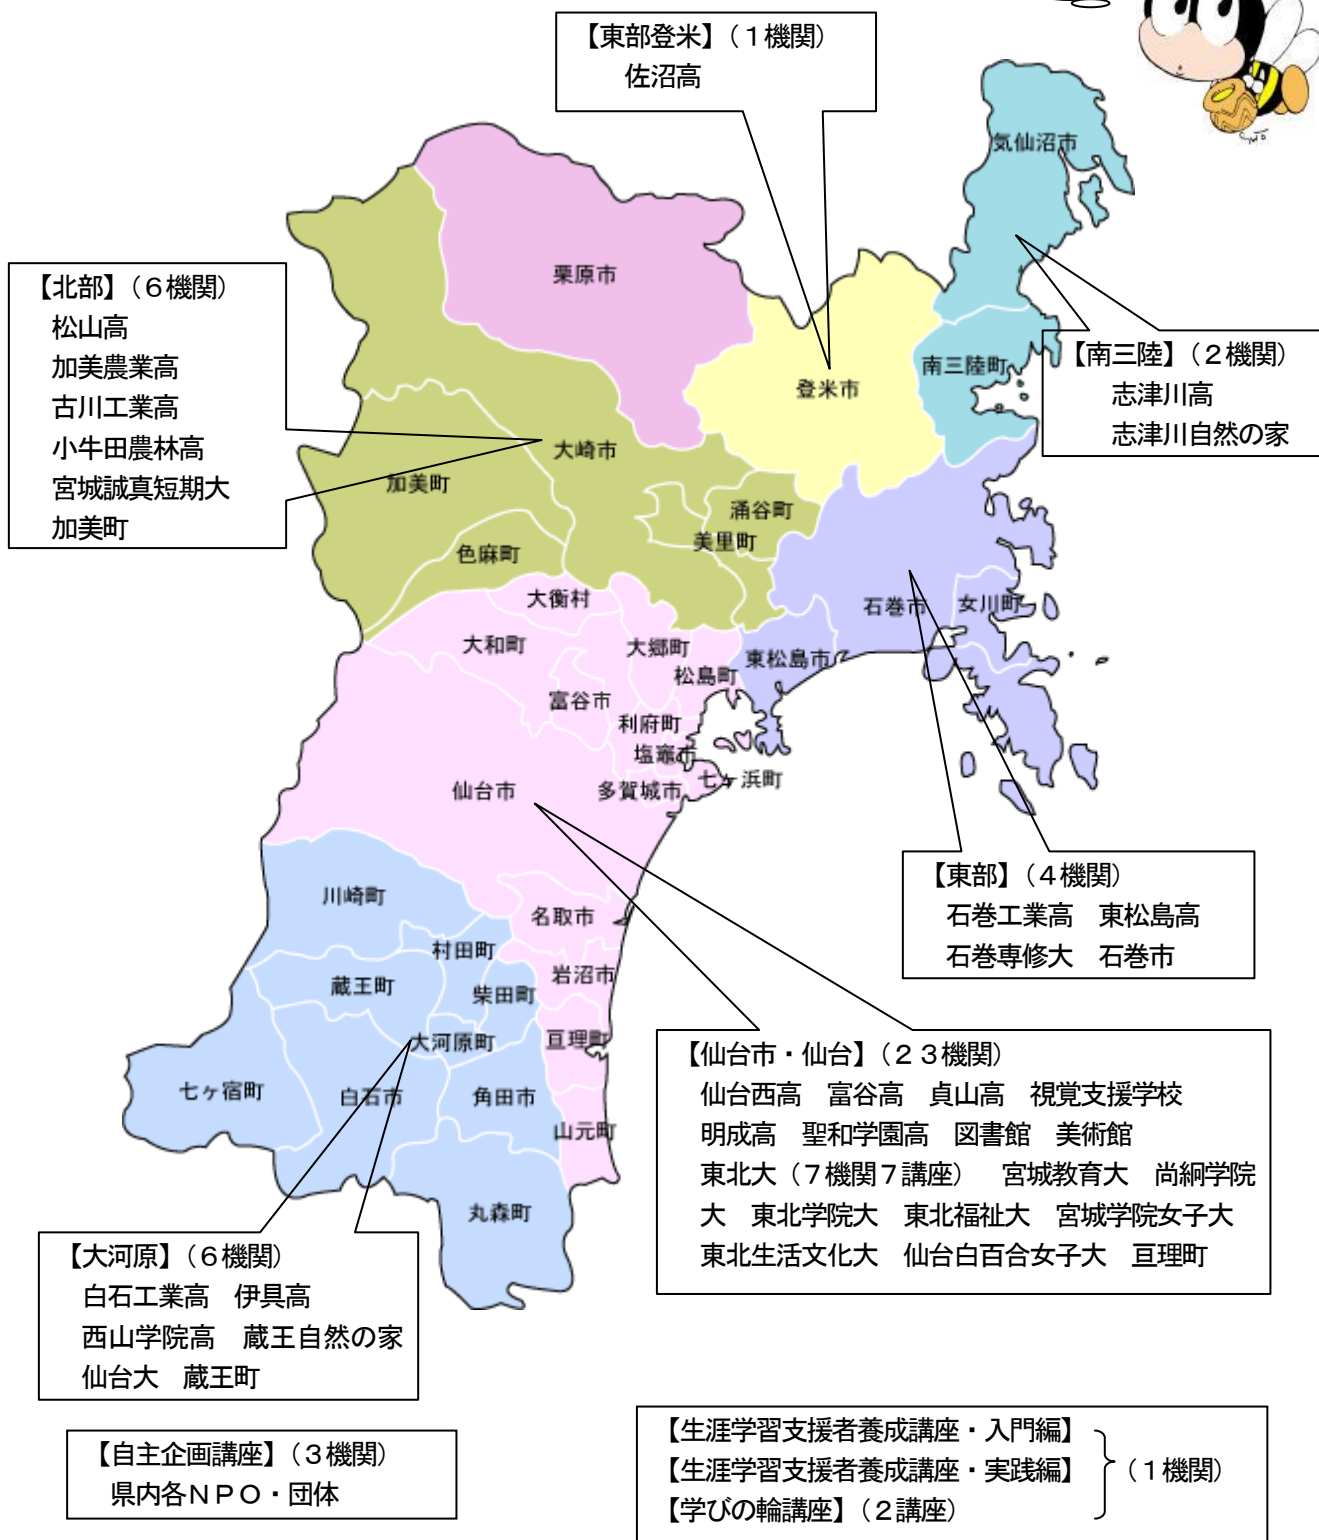 【東部登米】（１機関）
佐沼高
気仙沼市
栗原市
【北部】（６機関）
松山高
加美農業高
古川工業高
小牛田農林高
宮城誠真短期大
加美町
登米市
南三陸町
【南三陸】（２機関）
志津川高
志津川自然の家
大崎市
加美町
涌谷町
美里町
色麻町
大衡村
石巻市
女川町
大和町
大郷町
松島町
東松島市
富谷市
利府町
塩竈市
七ヶ浜町
多賀城市
仙台市
【東部】（４機関）
石巻工業高　東松島高
石巻専修大　石巻市
川崎町
名取市
村田町
岩沼市
蔵王町
柴田町
大河原町
亘理町
七ヶ宿町
白石市
角田市
山元町
丸森町
【仙台市・仙台】（２３機関）
仙台西高　富谷高　貞山高　視覚支援学校
明成高　聖和学園高　図書館　美術館
東北大（７機関７講座）　宮城教育大　尚絅学院
大　東北学院大　東北福祉大　宮城学院女子大
東北生活文化大　仙台白百合女子大　亘理町
【大河原】（６機関）
白石工業高　伊具高
西山学院高　蔵王自然の家
仙台大　蔵王町
【自主企画講座】（３機関）
県内各ＮＰＯ・団体
【生涯学習支援者養成講座・入門編】
【生涯学習支援者養成講座・実践編】
（１機関）
【学びの輪講座】（２講座）